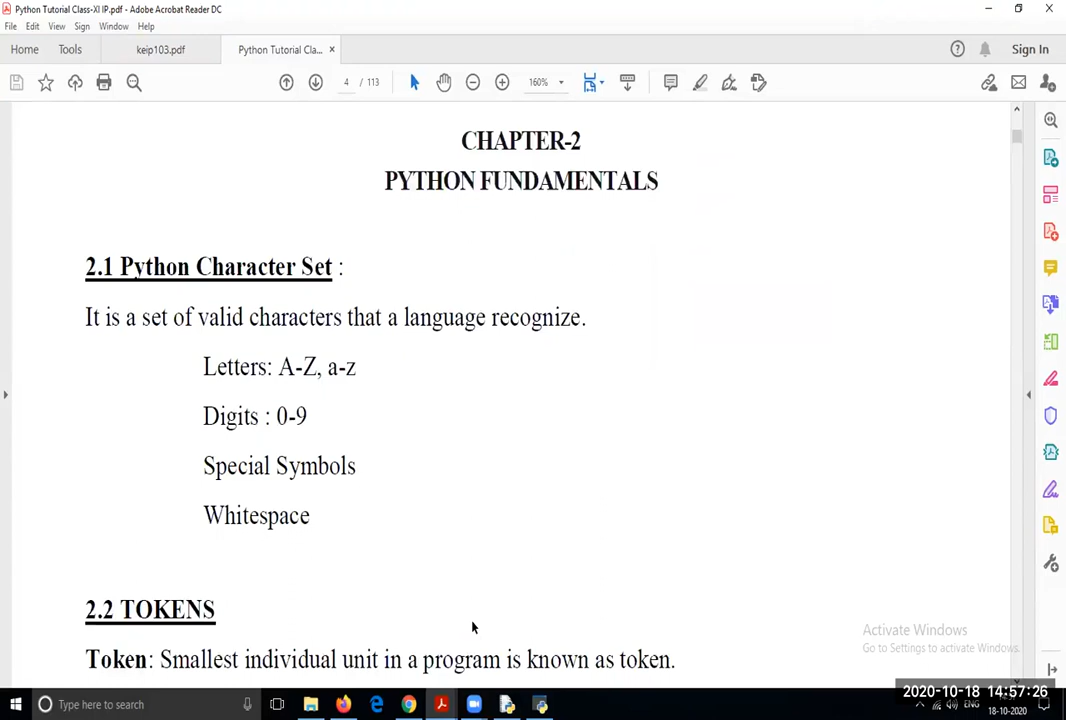 Python Tutorial Class-XI IP.pdf - Adobe Acrobat Reader DC
File Edit View Sign Window Help
Home Tools keip103.pdf Python Tutorial Cla... × Sign In
4 / 113 160%
CHAPTER-2
PYTHON FUNDAMENTALS
2.1 Python Character Set :
It is a set of valid characters that a language recognize.
Letters: A-Z, a-z
Digits : 0-9
Special Symbols
Whitespace
2.2 TOKENS
Token: Smallest individual unit in a program is known as token.
Activate Windows
Go to Settings to activate Windows.
2020-10-18 14:57:26
Type here to search
ENG
18-10-2020